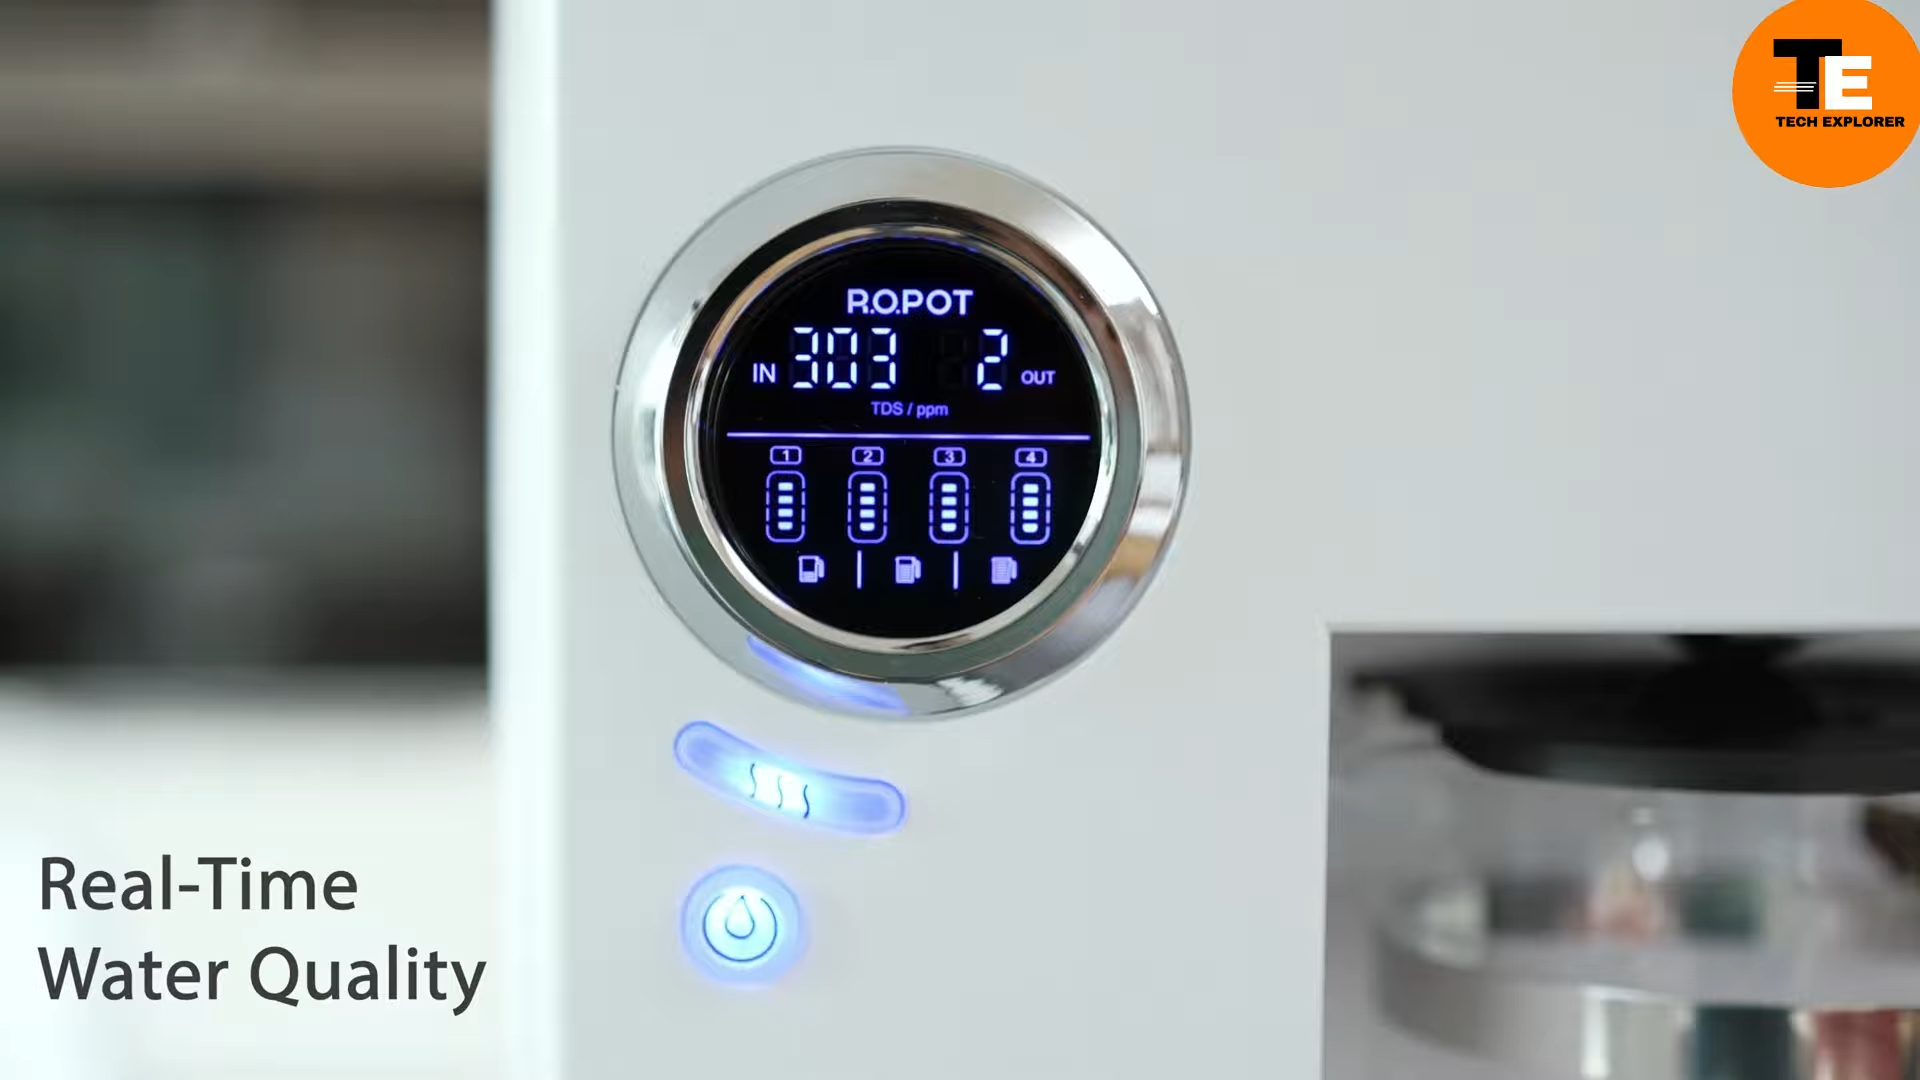 TE
TECH EXPLORER
R.O.POT
IN 303 2 OUT
TDS / ppm
1 2 3 4
Real-Time
Water Quality